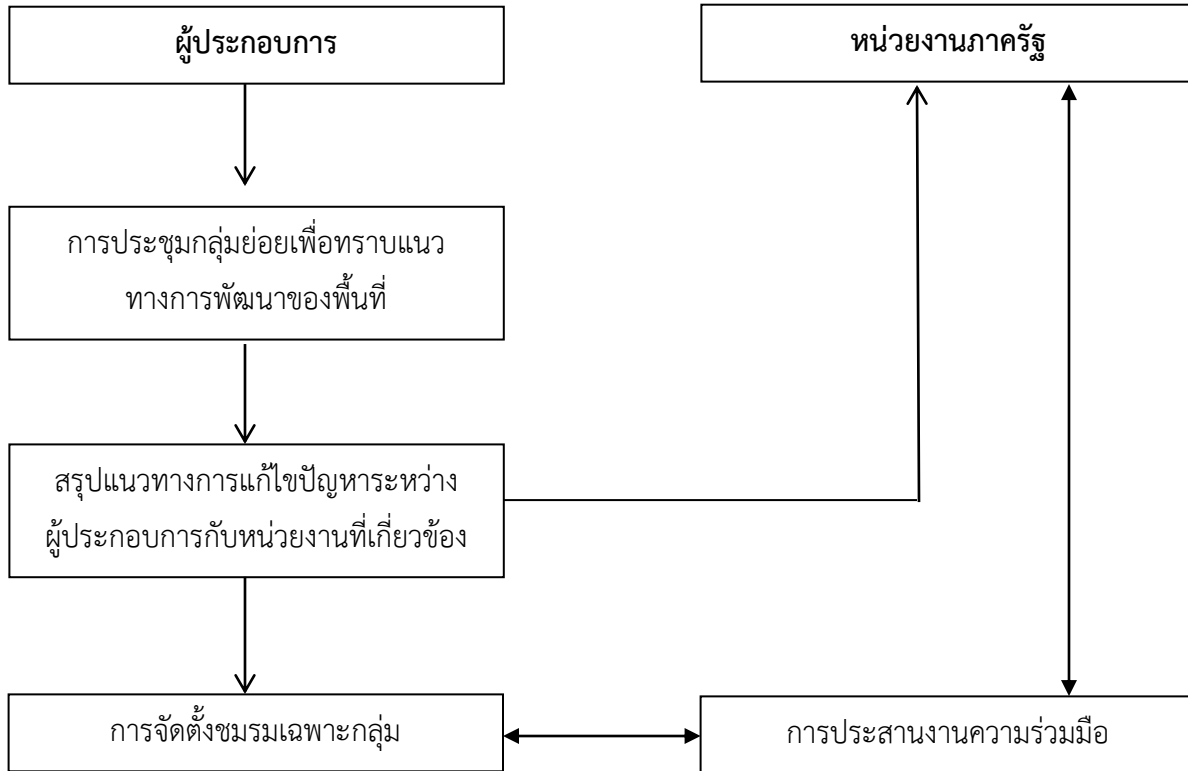 ผู้ประกอบการ
หน่วยงานภาครัฐ
การประชุมกลุ่มย่อยเพื่อทราบแนว
ทางการพัฒนาของพื้นที่
สรุปแนวทางการแก้ไขปัญหาระหว่าง
ผู้ประกอบการกับหน่วยงานที่เกี่ยวข้อง
การจัดตั้งชมรมเฉพาะกลุ่ม
การประสานงานความร่วมมือ